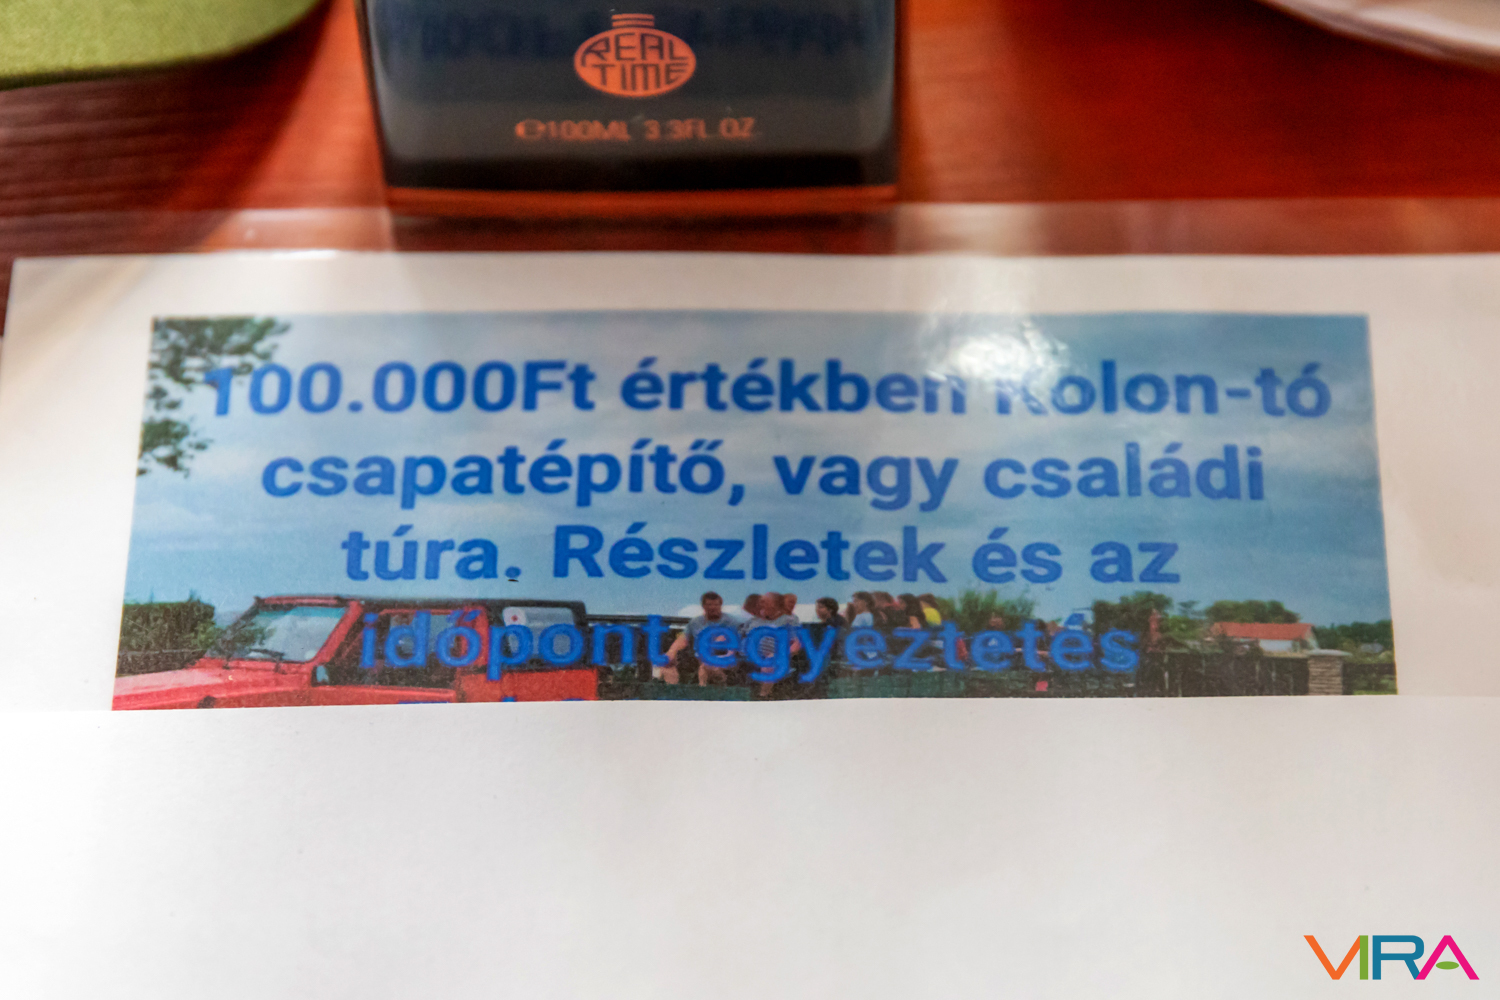 REAL
TIME
℮100ML 3.3FL.OZ.
100.000Ft értékben Kolon-tó
csapatépítő, vagy családi
túra. Részletek és az
időpont egyeztetés
VIRA